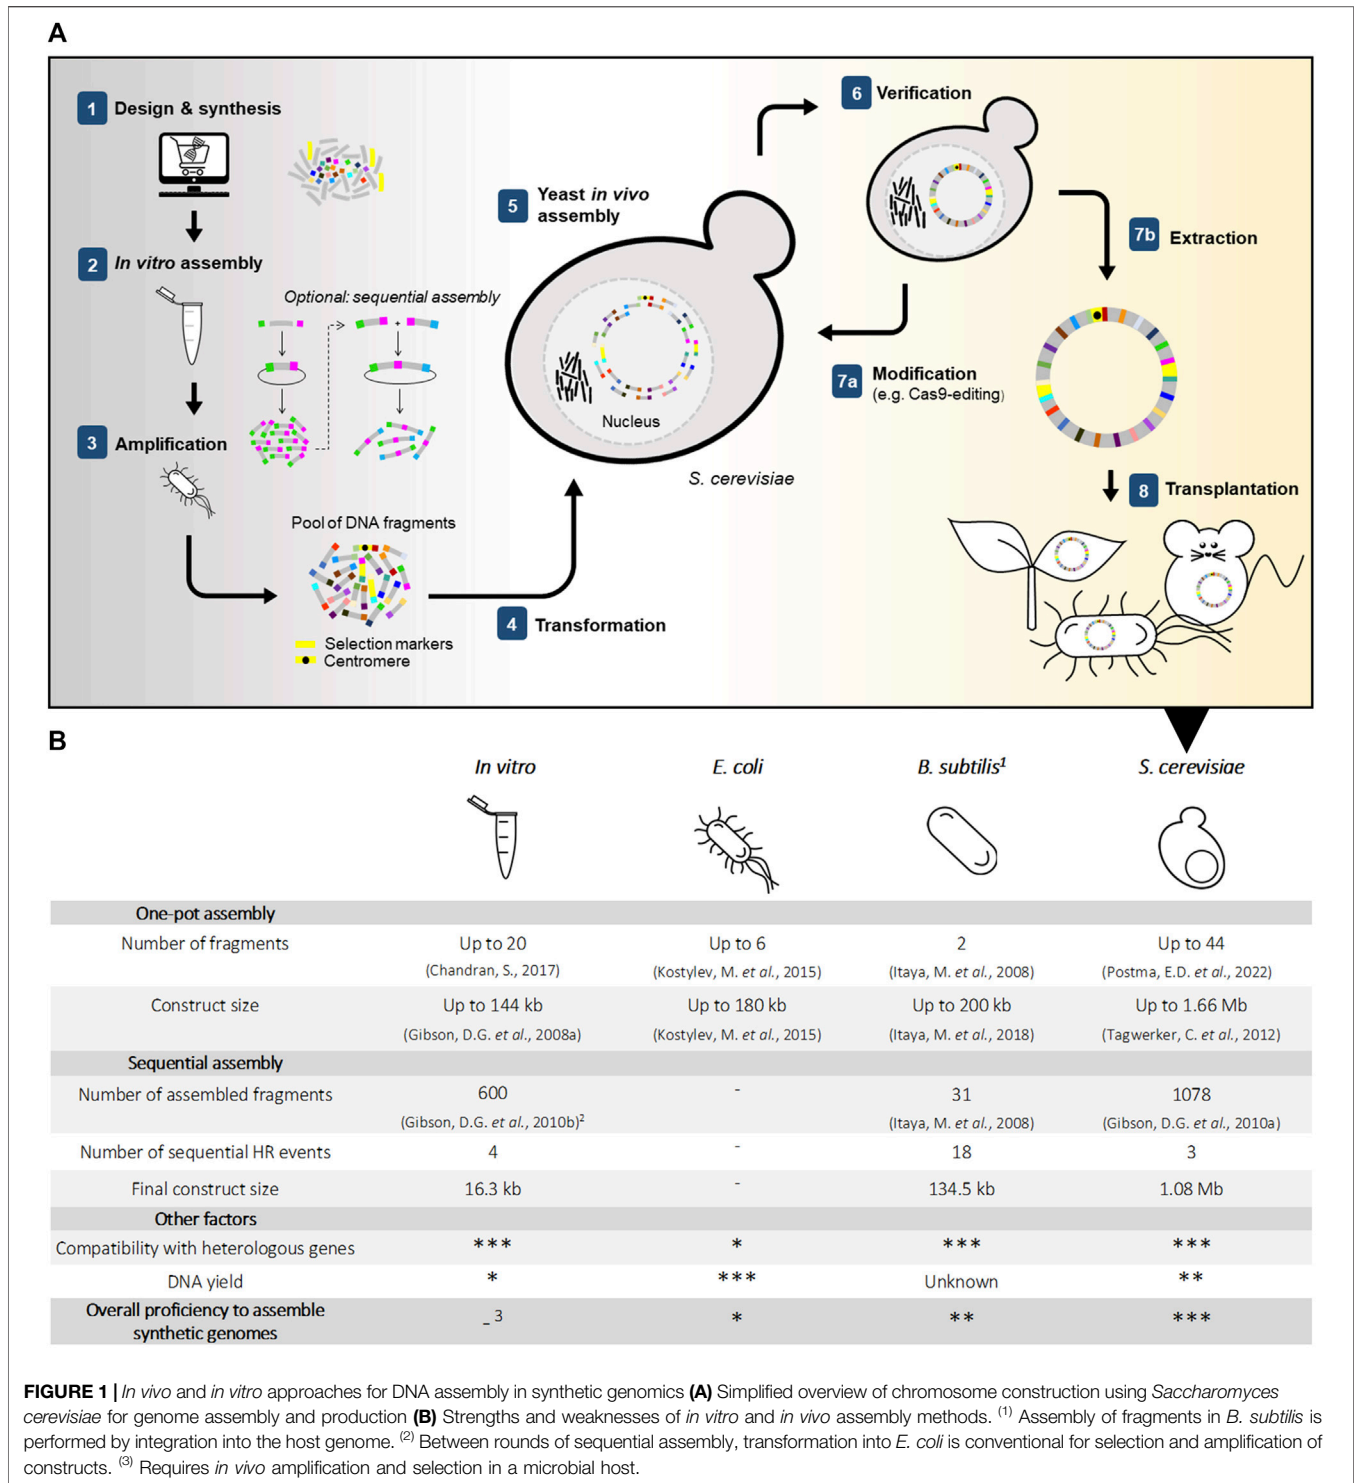 A
1 Design & synthesis
2 In vitro assembly
Optional: sequential assembly
+
3 Amplification
Pool of DNA fragments
Selection markers
Centromere
4 Transformation
5 Yeast in vivo
assembly
Nucleus
S. cerevisiae
6 Verification
7a Modification
(e.g. Cas9-editing)
7b Extraction
8 Transplantation
B
In vitro E. coli B. subtilis¹ S. cerevisiae
One-pot assembly
Number of fragments Up to 20 Up to 6 2 Up to 44
(Chandran, S., 2017) (Kostylev, M. et al., 2015) (Itaya, M. et al., 2008) (Postma, E.D. et al., 2022)
Construct size Up to 144 kb Up to 180 kb Up to 200 kb Up to 1.66 Mb
(Gibson, D.G. et al., 2008a) (Kostylev, M. et al., 2015) (Itaya, M. et al., 2018) (Tagwerker, C. et al., 2012)
Sequential assembly
Number of assembled fragments 600 - 31 1078
(Gibson, D.G. et al., 2010b)² (Itaya, M. et al., 2008) (Gibson, D.G. et al., 2010a)
Number of sequential HR events 4 - 18 3
Final construct size 16.3 kb - 134.5 kb 1.08 Mb
Other factors
Compatibility with heterologous genes *** * *** ***
DNA yield * *** Unknown **
Overall proficiency to assemble
synthetic genomes - ³ * ** ***
FIGURE 1 | In vivo and in vitro approaches for DNA assembly in synthetic genomics (A) Simplified overview of chromosome construction using Saccharomyces
cerevisiae for genome assembly and production (B) Strengths and weaknesses of in vitro and in vivo assembly methods. (1) Assembly of fragments in B. subtilis is
performed by integration into the host genome. (2) Between rounds of sequential assembly, transformation into E. coli is conventional for selection and amplification of
constructs. (3) Requires in vivo amplification and selection in a microbial host.